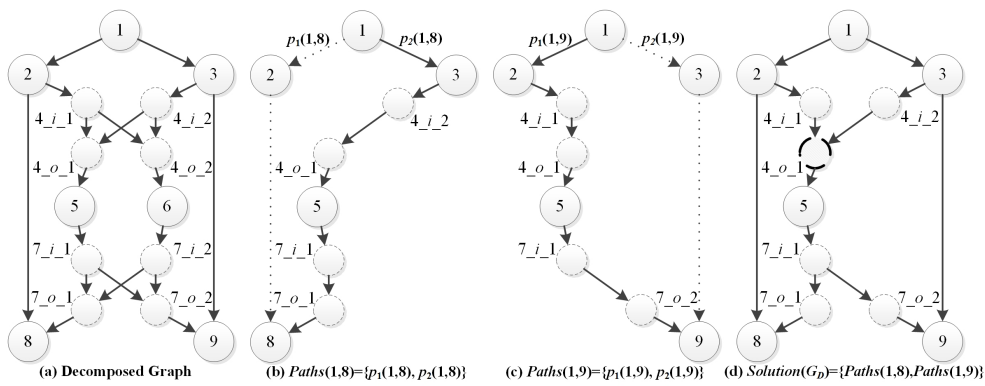 1
2
3
4_i_1
4_i_2
4_o_1
4_o_2
5
6
7_i_1
7_i_2
7_o_1
7_o_2
8
9
(a) Decomposed Graph
p1(1,8)
1
p2(1,8)
2
3
4_i_2
4_o_1
5
7_i_1
7_o_1
8
(b) Paths(1,8)={p1(1,8), p2(1,8)}
p1(1,9)
1
p2(1,9)
2
3
4_i_1
4_o_1
5
7_i_1
7_o_2
9
(c) Paths(1,9)={p1(1,9), p2(1,9)}
1
2
3
4_i_1
4_i_2
4_o_1
5
7_i_1
7_o_1
7_o_2
8
9
(d) Solution(GD)={Paths(1,8),Paths(1,9)}